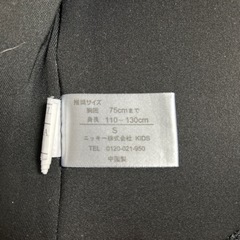 推奨サイズ
胸囲 75cmまで
身長 110～130cm
S
ニッキー株式会社 KIDS
TEL 0120-021-950
中国製